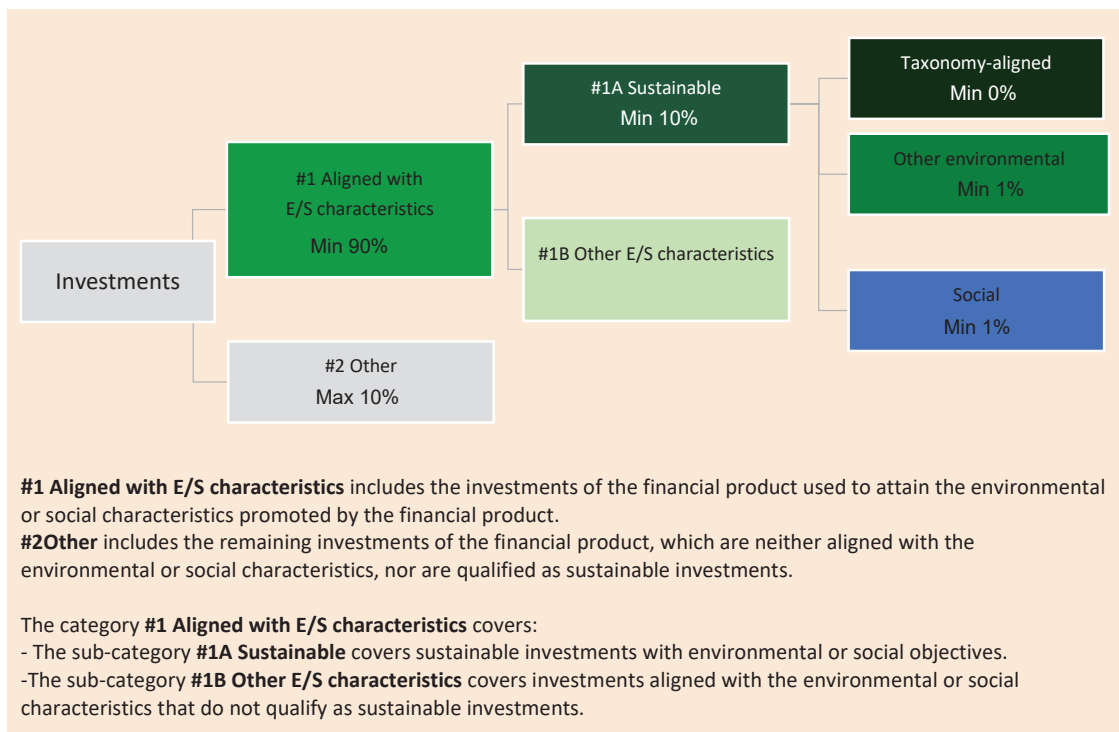 Taxonomy-aligned
Min 0%
#1A Sustainable
Min 10%
Other environmental
Min 1%
#1 Aligned with
E/S characteristics
Min 90%
#1B Other E/S characteristics
Investments
Social
Min 1%
#2 Other
Max 10%
#1 Aligned with E/S characteristics includes the investments of the financial product used to attain the environmental
or social characteristics promoted by the financial product.
#2Other includes the remaining investments of the financial product, which are neither aligned with the
environmental or social characteristics, nor are qualified as sustainable investments.
The category #1 Aligned with E/S characteristics covers:
- The sub-category #1A Sustainable covers sustainable investments with environmental or social objectives.
-The sub-category #1B Other E/S characteristics covers investments aligned with the environmental or social
characteristics that do not qualify as sustainable investments.